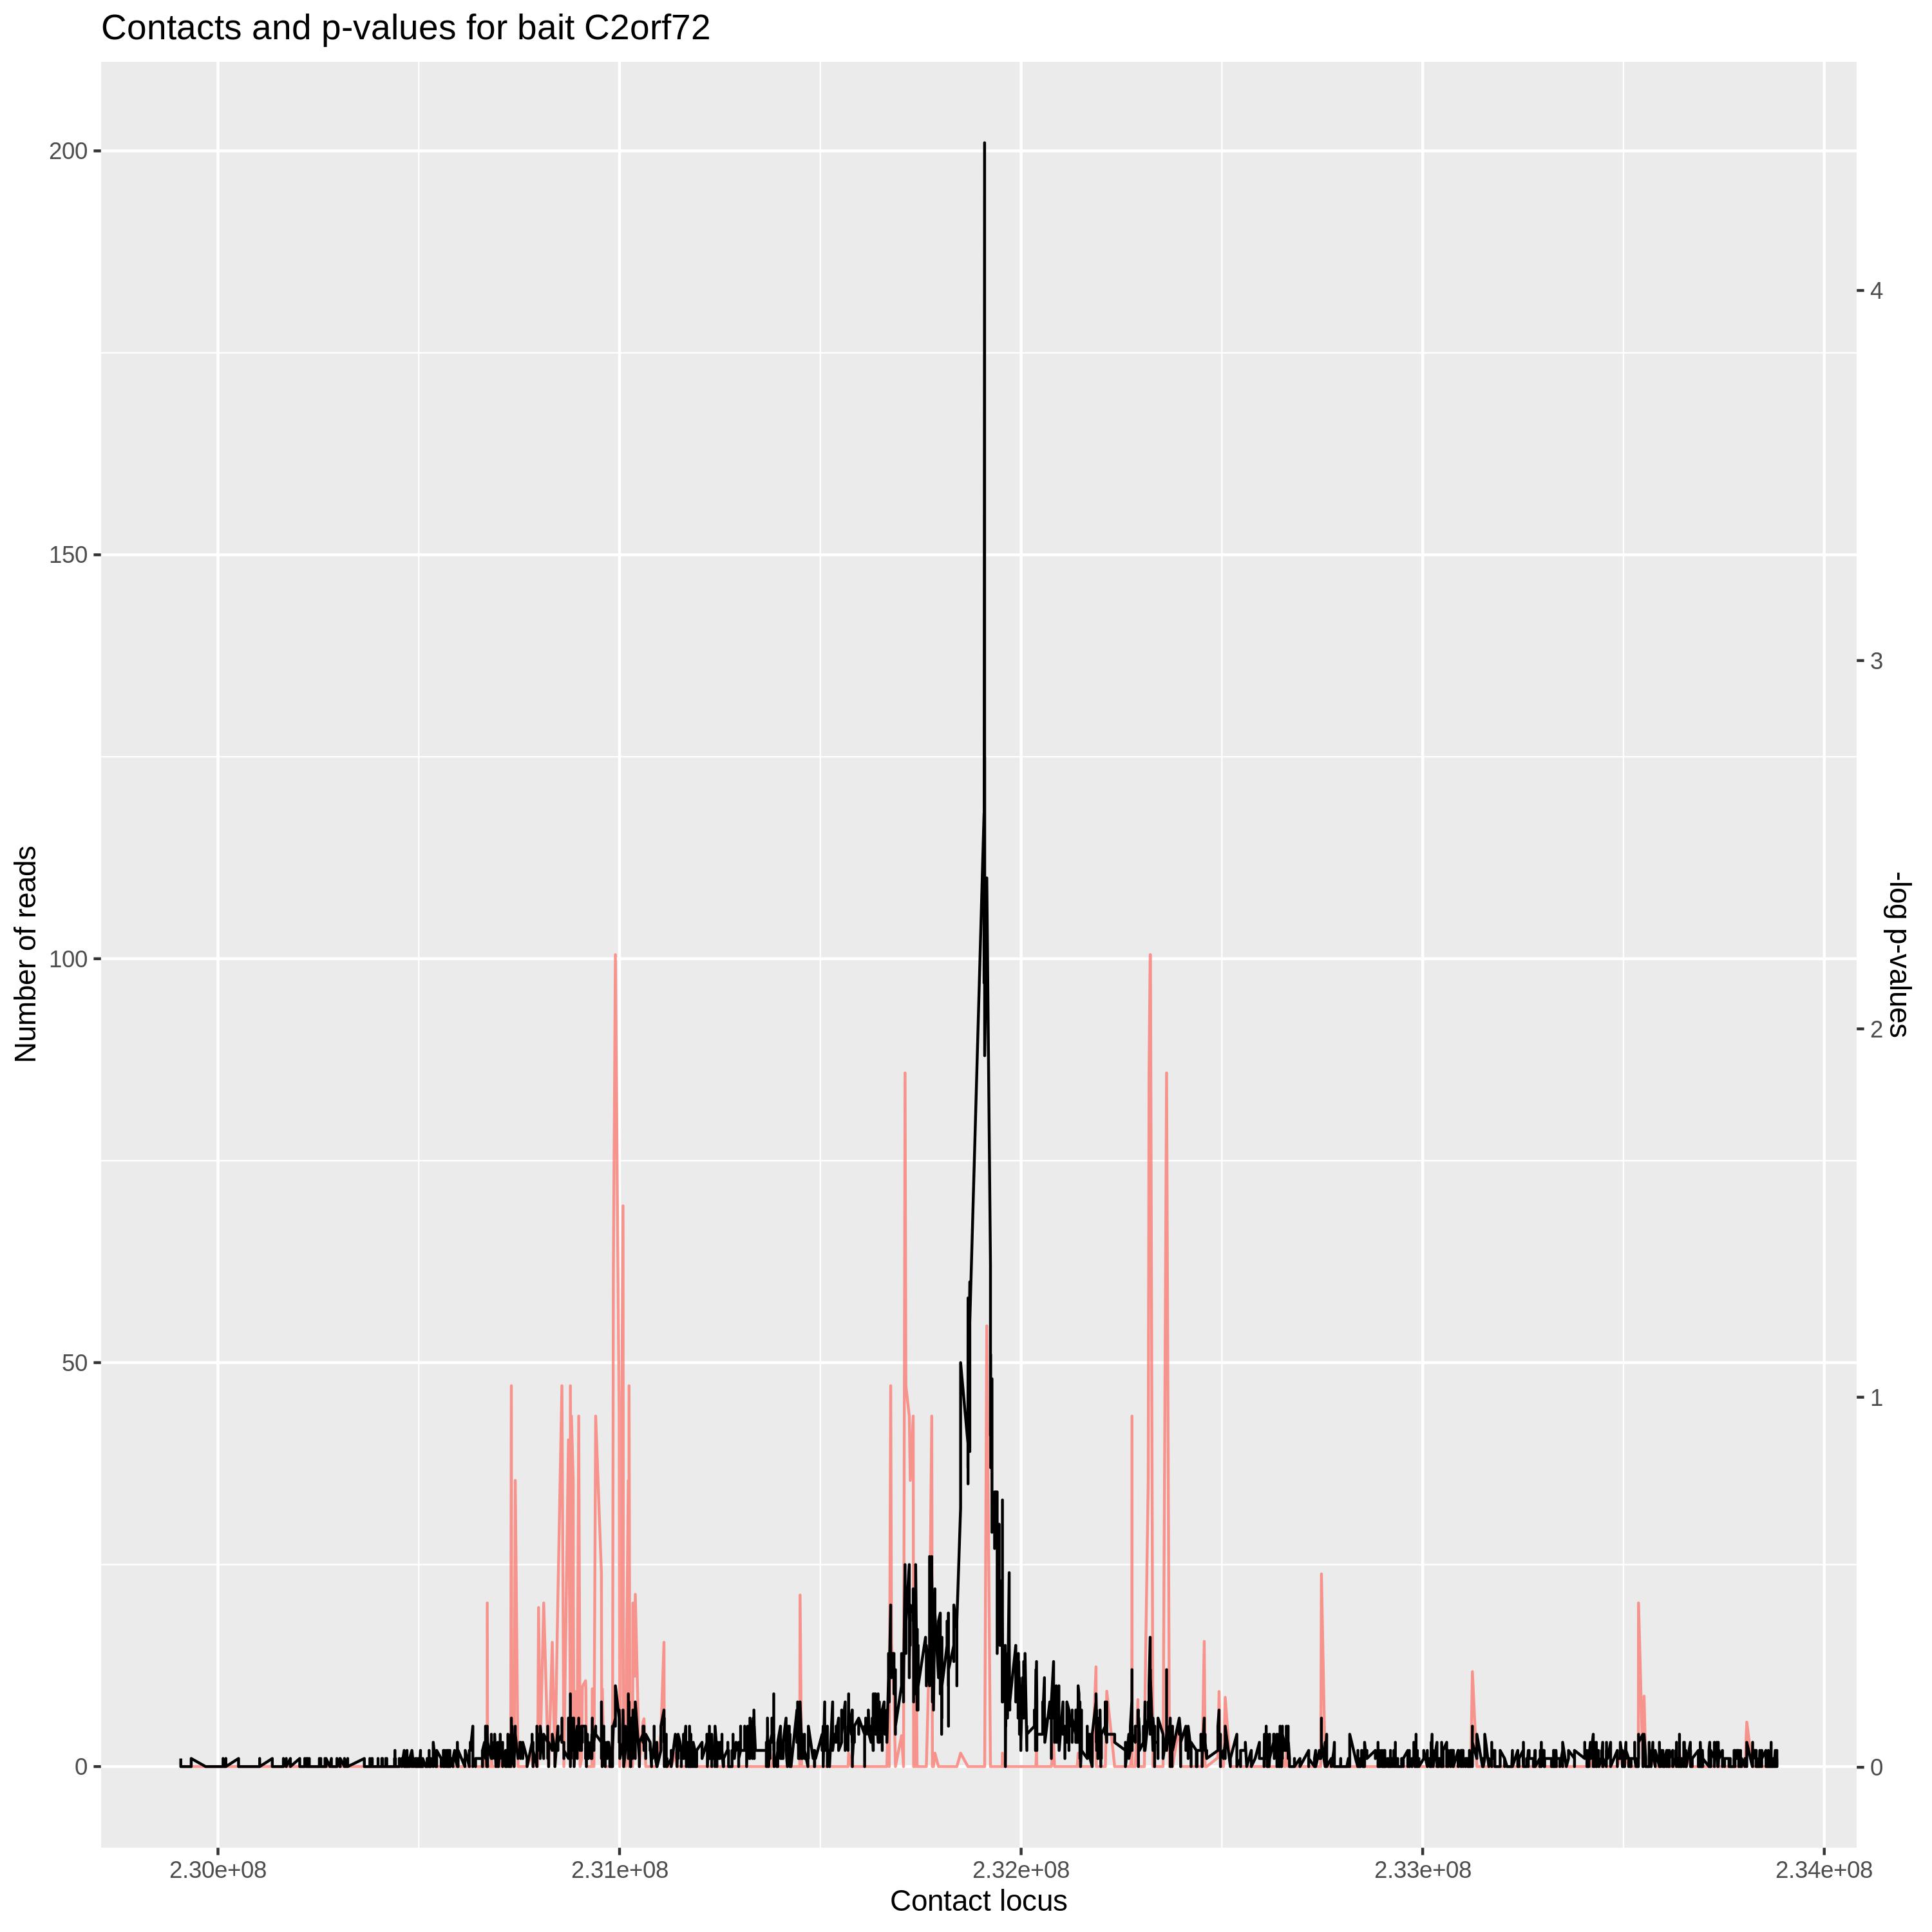 Contacts and p-values for bait C2orf72
200
150
100
50
0
Number of reads
4
3
2
1
0
-log p-values
2.30e+08
2.31e+08
2.32e+08
2.33e+08
2.34e+08
Contact locus